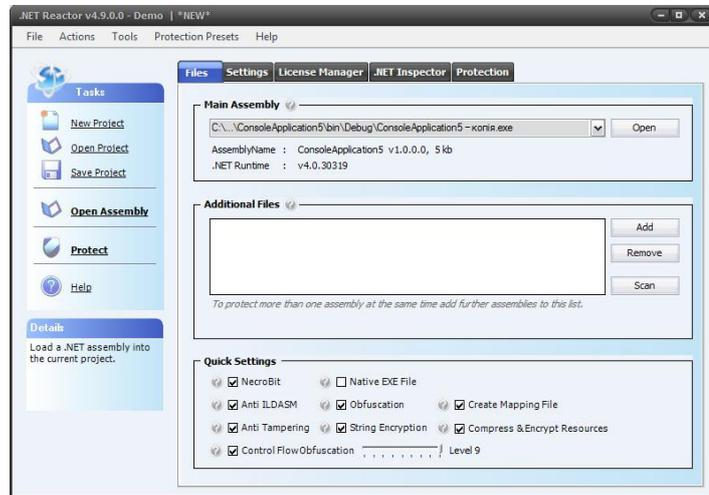 .NET Reactor v4.9.0.0 - Demo | *NEW*
File Actions Tools Protection Presets Help
Tasks
New Project
Open Project
Save Project
Open Assembly
Protect
Help
Details
Load a .NET assembly into
the current project.
Files Settings License Manager .NET Inspector Protection
Main Assembly
C:\...\ConsoleApplication5\bin\Debug\ConsoleApplication5 – копія.exe Open
AssemblyName : ConsoleApplication5 v1.0.0.0, 5 kb
.NET Runtime : v4.0.30319
Additional Files
Add
Remove
Scan
To protect more than one assembly at the same time add further assemblies to this list.
Quick Settings
NecroBit Native EXE File
Anti ILDASM Obfuscation Create Mapping File
Anti Tampering String Encryption Compress & Encrypt Resources
Control Flow Obfuscation Level 9